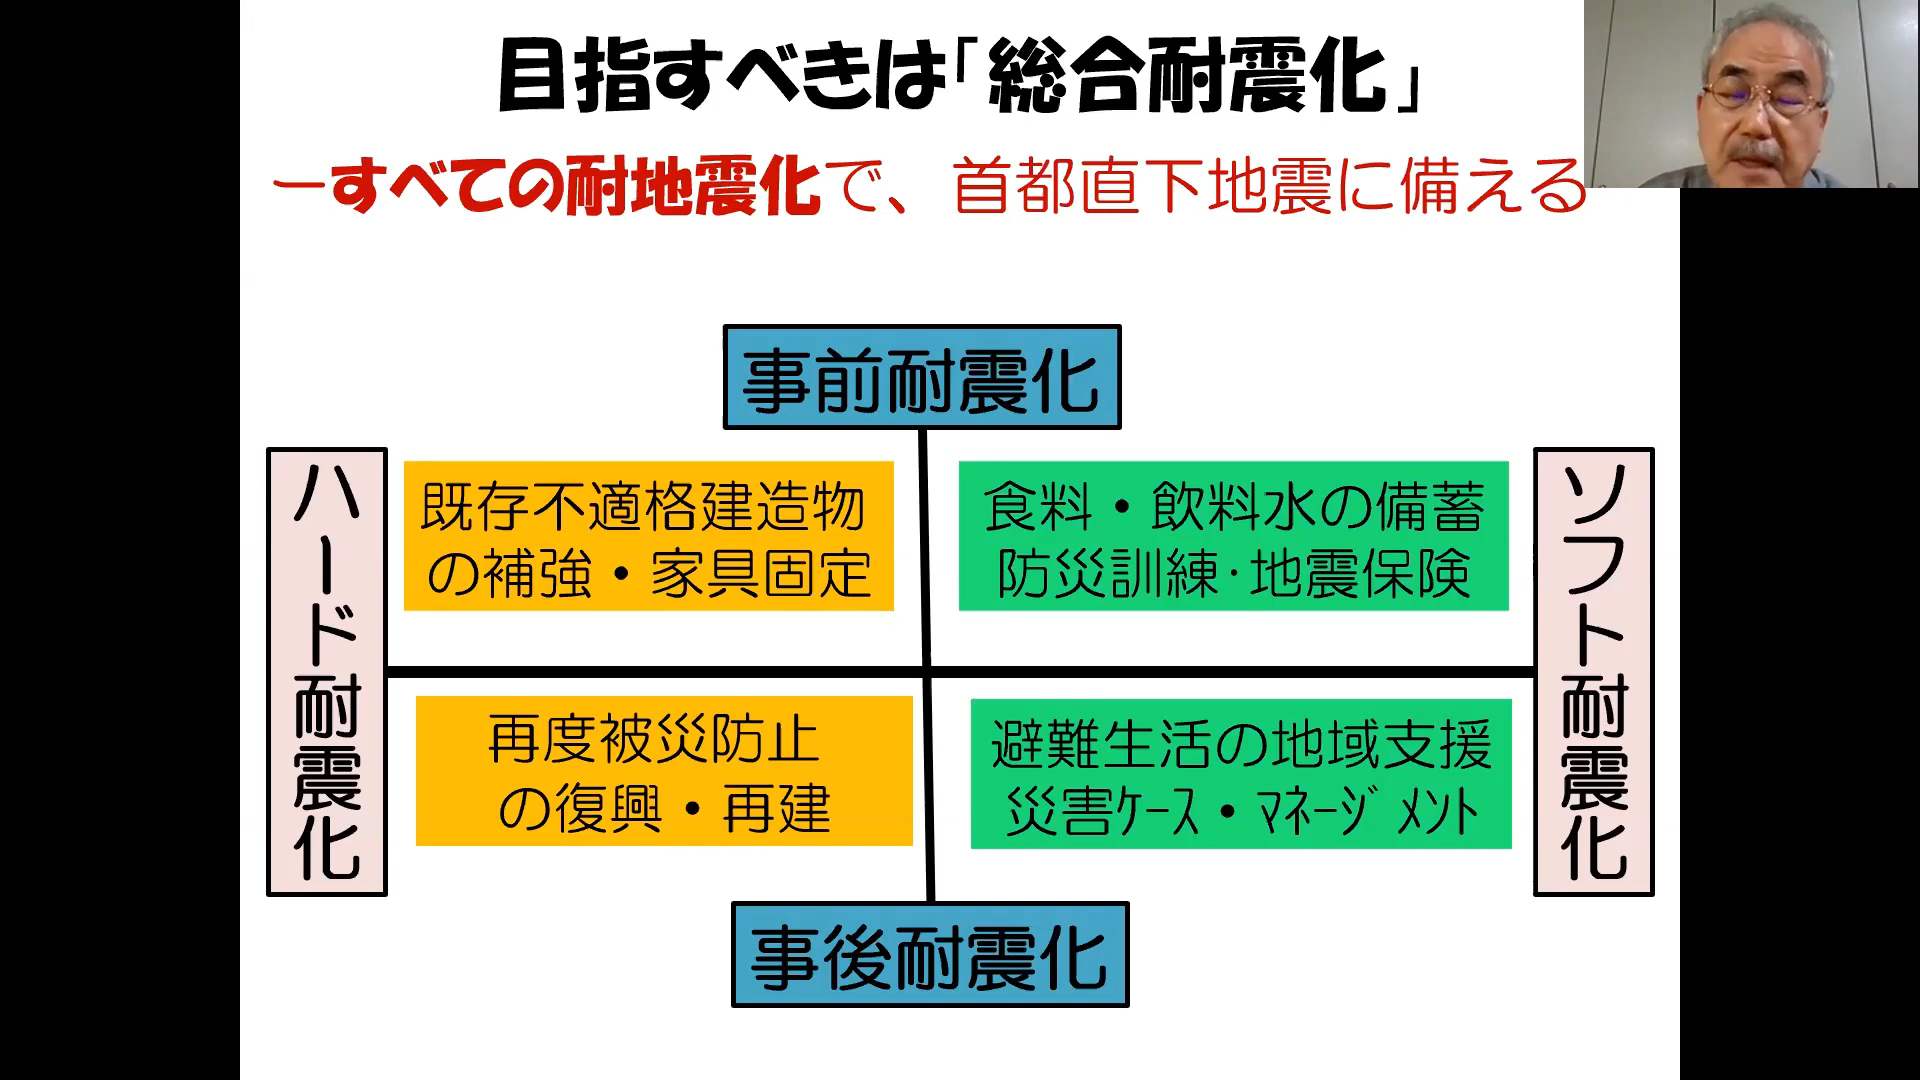 目指すべきは「総合耐震化」
－すべての耐地震化で、首都直下地震に備える
事前耐震化
ハード耐震化
既存不適格建造物
の補強・家具固定
食料・飲料水の備蓄
防災訓練･地震保険
ソフト耐震化
再度被災防止
の復興・再建
避難生活の地域支援
災害ｹｰｽ・ﾏﾈｰｼﾞﾒﾝﾄ
事後耐震化